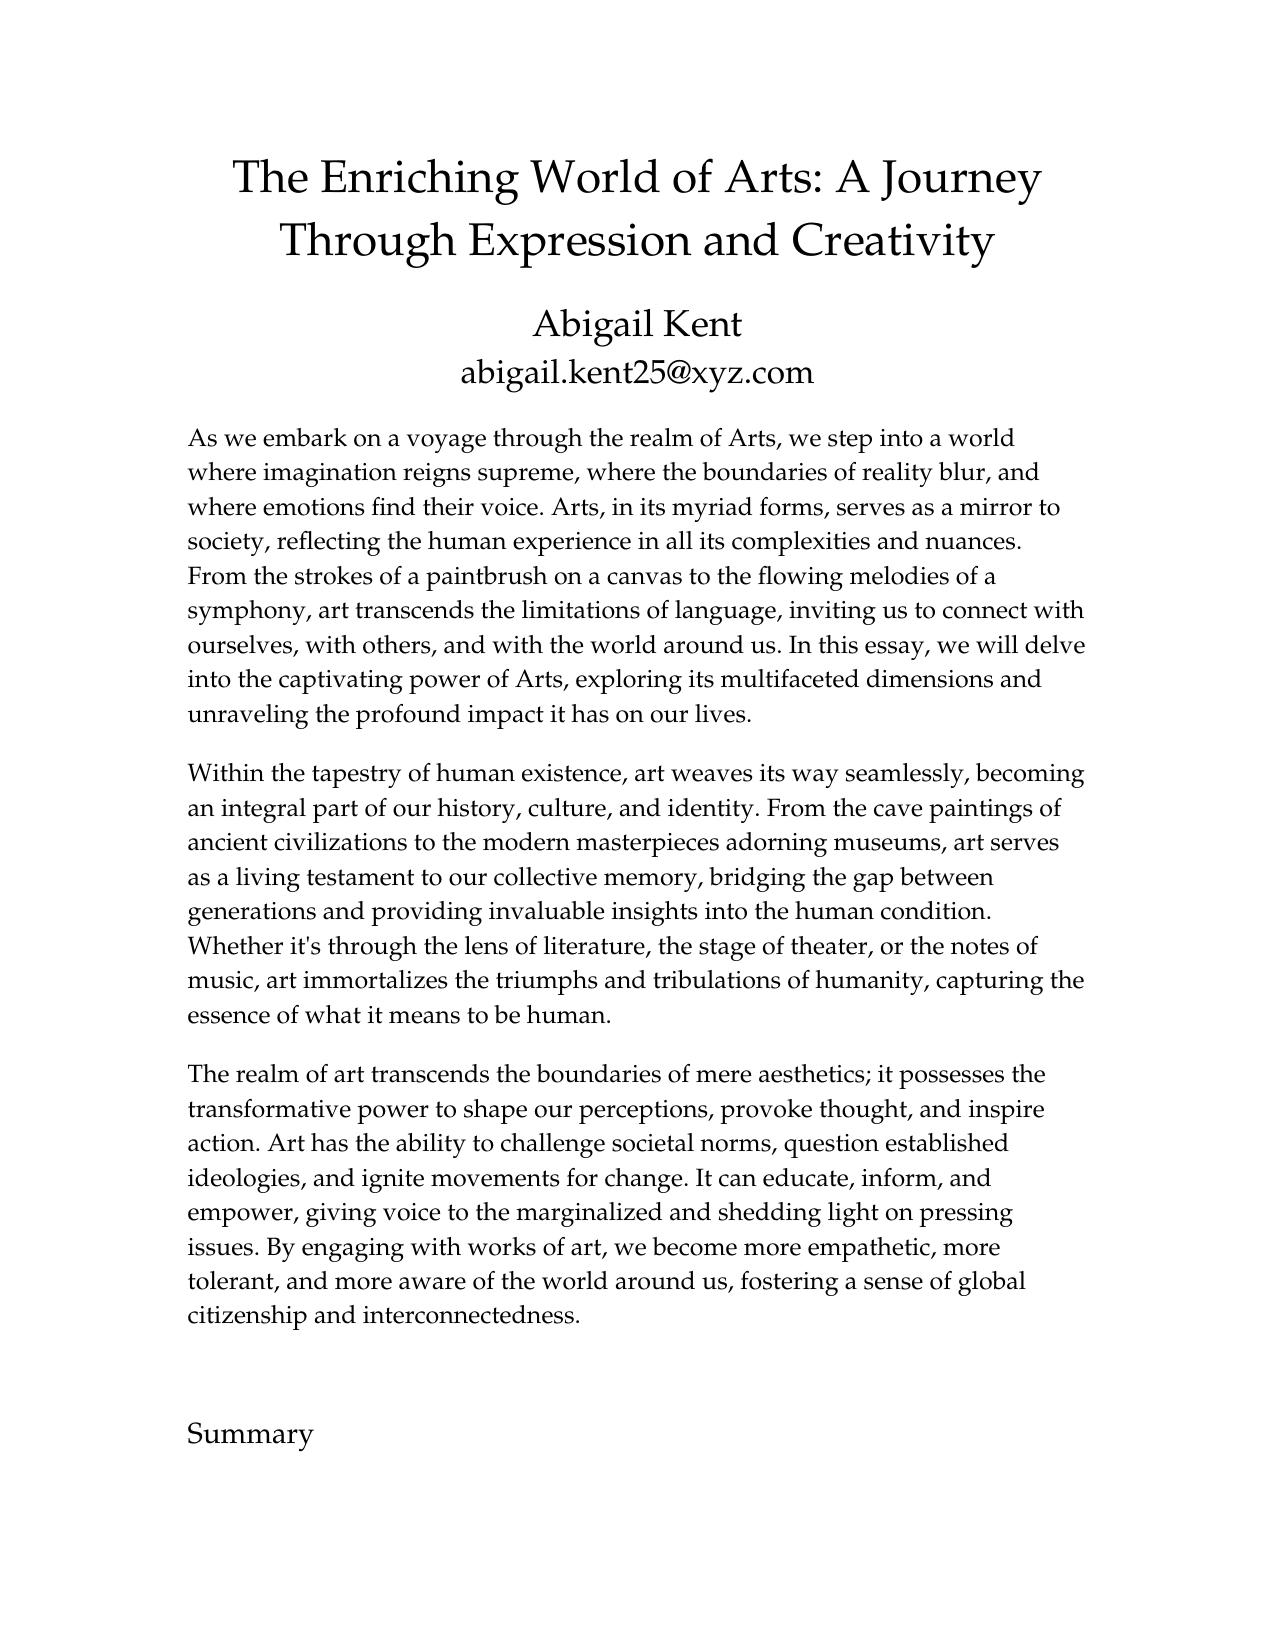 The Enriching World of Arts: A Journey
Through Expression and Creativity
Abigail Kent
abigail.kent25@xyz.com
As we embark on a voyage through the realm of Arts, we step into a world
where imagination reigns supreme, where the boundaries of reality blur, and
where emotions find their voice. Arts, in its myriad forms, serves as a mirror to
society, reflecting the human experience in all its complexities and nuances.
From the strokes of a paintbrush on a canvas to the flowing melodies of a
symphony, art transcends the limitations of language, inviting us to connect with
ourselves, with others, and with the world around us. In this essay, we will delve
into the captivating power of Arts, exploring its multifaceted dimensions and
unraveling the profound impact it has on our lives.
Within the tapestry of human existence, art weaves its way seamlessly, becoming
an integral part of our history, culture, and identity. From the cave paintings of
ancient civilizations to the modern masterpieces adorning museums, art serves
as a living testament to our collective memory, bridging the gap between
generations and providing invaluable insights into the human condition.
Whether it's through the lens of literature, the stage of theater, or the notes of
music, art immortalizes the triumphs and tribulations of humanity, capturing the
essence of what it means to be human.
The realm of art transcends the boundaries of mere aesthetics; it possesses the
transformative power to shape our perceptions, provoke thought, and inspire
action. Art has the ability to challenge societal norms, question established
ideologies, and ignite movements for change. It can educate, inform, and
empower, giving voice to the marginalized and shedding light on pressing
issues. By engaging with works of art, we become more empathetic, more
tolerant, and more aware of the world around us, fostering a sense of global
citizenship and interconnectedness.
Summary